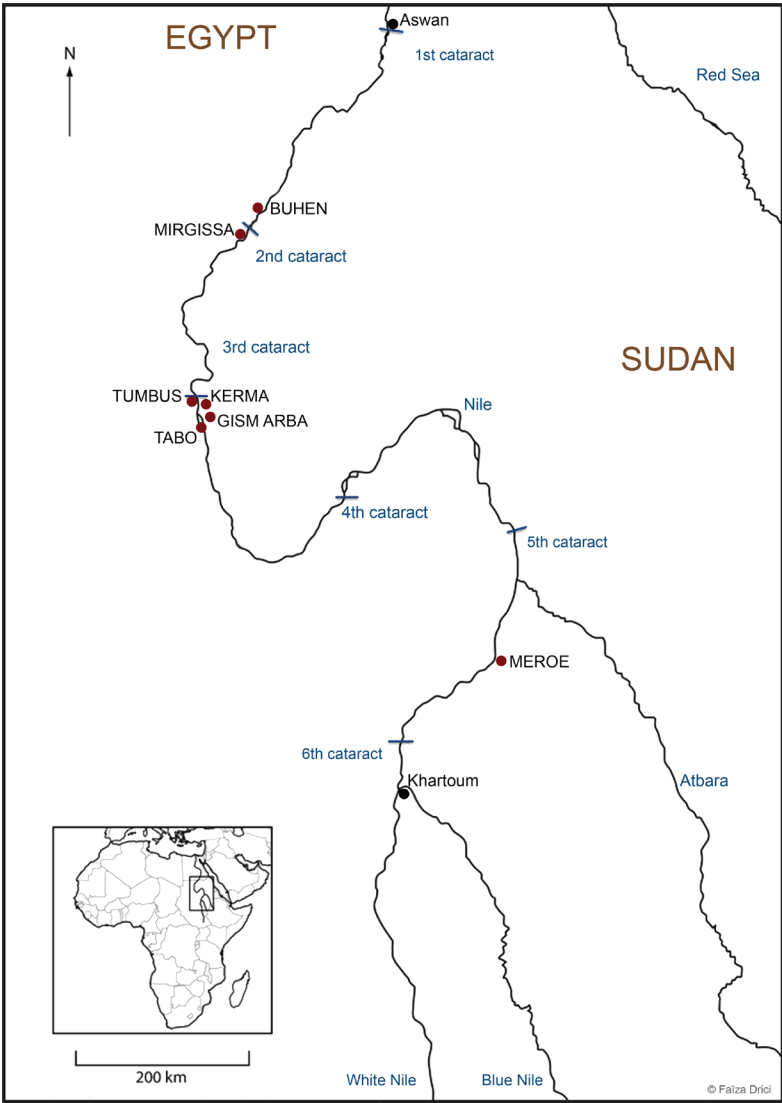 EGYPT
Aswan
1st cataract
Red Sea
N
BUHEN
MIRGISSA
2nd cataract
3rd cataract
SUDAN
TUMBUS
KERMA
GISM ARBA
TABO
Nile
4th cataract
5th cataract
MEROE
6th cataract
Khartoum
Atbara
200 km
White Nile
Blue Nile
© Faïza Drici